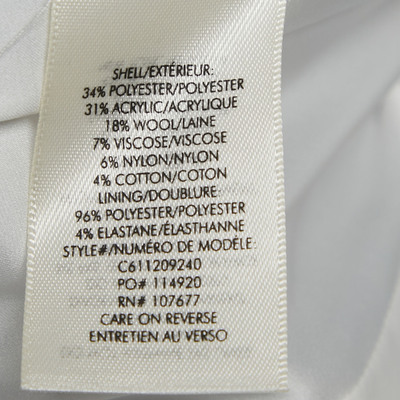 SHELL/EXTÉRIEUR:
34% POLYESTER/POLYESTER
31% ACRYLIC/ACRYLIQUE
18% WOOL/LAINE
7% VISCOSE/VISCOSE
6% NYLON/NYLON
4% COTTON/COTON
LINING/DOUBLURE:
96% POLYESTER/POLYESTER
4% ELASTANE/ÉLASTHANNE
STYLE#/NUMÉRO DE MODÈLE:
C611209240
PO# 114920
RN# 107677
CARE ON REVERSE
ENTRETIEN AU VERSO